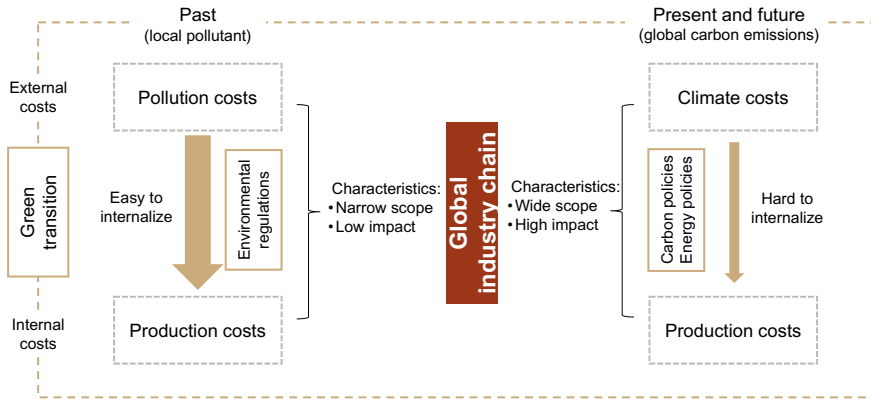 Past
(local pollutant)
Present and future
(global carbon emissions)
External
costs
Pollution costs
Climate costs
Green
transition
Easy to
internalize
Environmental
regulations
Characteristics:
•Narrow scope
•Low impact
Global
industry chain
Characteristics:
•Wide scope
•High impact
Carbon policies
Energy policies
Hard to
internalize
Internal
costs
Production costs
Production costs